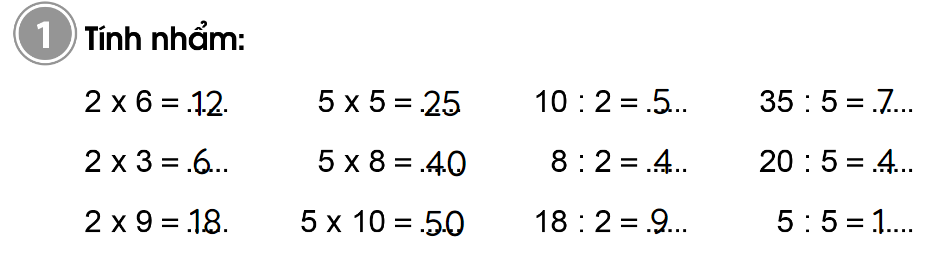 1 Tính nhẩm:
2 x 6 = 12 5 x 5 = 25 10 : 2 = 5 35 : 5 = 7
2 x 3 = 6 5 x 8 = 40 8 : 2 = 4 20 : 5 = 4
2 x 9 = 18 5 x 10 = 50 18 : 2 = 9 5 : 5 = 1